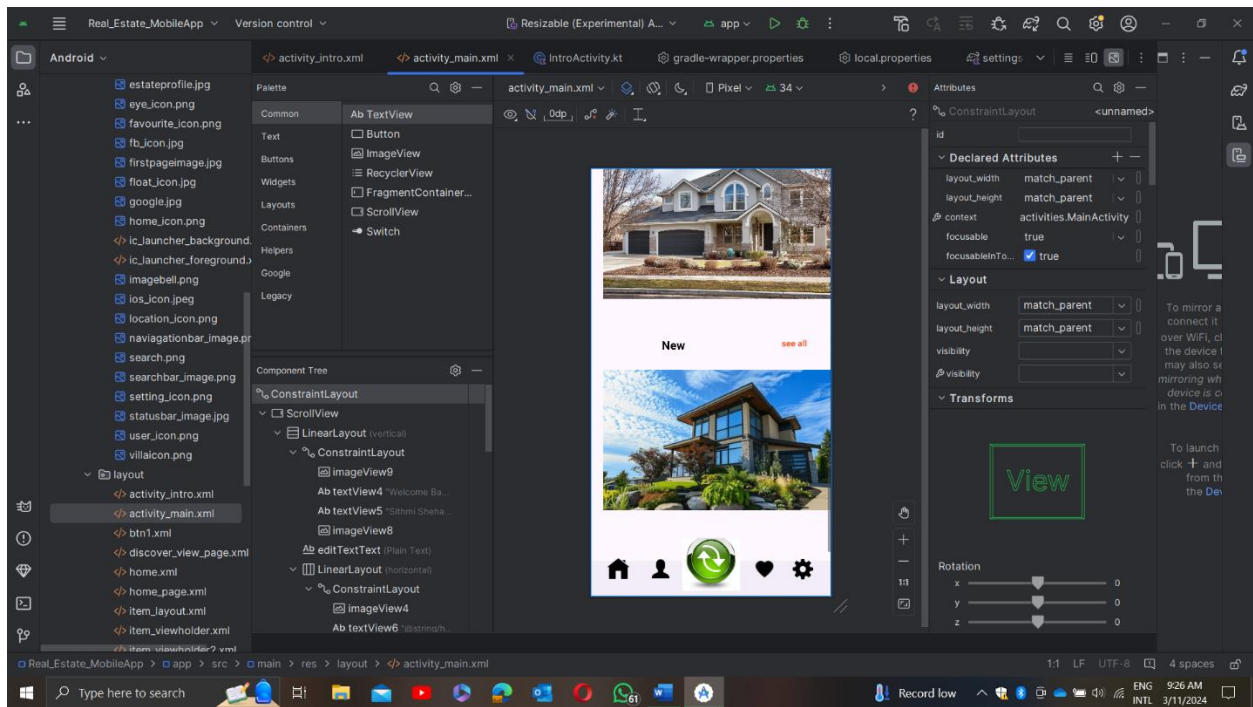 Real_Estate_MobileApp
Version control
Resizable (Experimental) A...
app
Android
activity_intro.xml
activity_main.xml
IntroActivity.kt
gradle-wrapper.properties
local.properties
settings
estateprofile.jpg
eye_icon.png
favourite_icon.png
fb_icon.jpg
firstpageimage.jpg
float_icon.jpg
google.jpg
home_icon.png
ic_launcher_background.
ic_launcher_foreground.x
imagebell.png
ios_icon.jpeg
location_icon.png
naviagationbar_image.pr
search.png
searchbar_image.png
setting_icon.png
statusbar_image.jpg
user_icon.png
villaicon.png
layout
activity_intro.xml
activity_main.xml
btn1.xml
discover_view_page.xml
home.xml
home_page.xml
item_layout.xml
item_viewholder.xml
item_viewholder2.xml
Palette
Common
Text
Buttons
Widgets
Layouts
Containers
Helpers
Google
Legacy
Ab TextView
Button
ImageView
RecyclerView
FragmentContainer...
ScrollView
Switch
Component Tree
ConstraintLayout
ScrollView
LinearLayout (vertical)
ConstraintLayout
imageView9
Ab textView4 "Welcome Ba...
Ab textView5 "Sithmi Sheha...
imageView8
Ab editTextText (Plain Text)
LinearLayout (horizontal)
ConstraintLayout
imageView4
Ab textView6 "@string/h...
activity_main.xml
Pixel
34
0dp
?
New
see all
1:1
Attributes
ConstraintLayout
<unnamed>
id
Declared Attributes
layout_width match_parent
layout_height match_parent
context activities.MainActivity
focusable true
focusableInTo... true
Layout
layout_width match_parent
layout_height match_parent
visibility
visibility
Transforms
View
Rotation
x 0
y 0
z 0
To mirror a
connect it
over WiFi, cl
the device
may also se
mirroring wh
device is c
in the Device
To launch
click + and
from th
the Dev
Real_Estate_MobileApp > app > src > main > res > layout > activity_main.xml
1:1 LF UTF-8 4 spaces
Type here to search
61
Record low
ENG
INTL
9:26 AM
3/11/2024